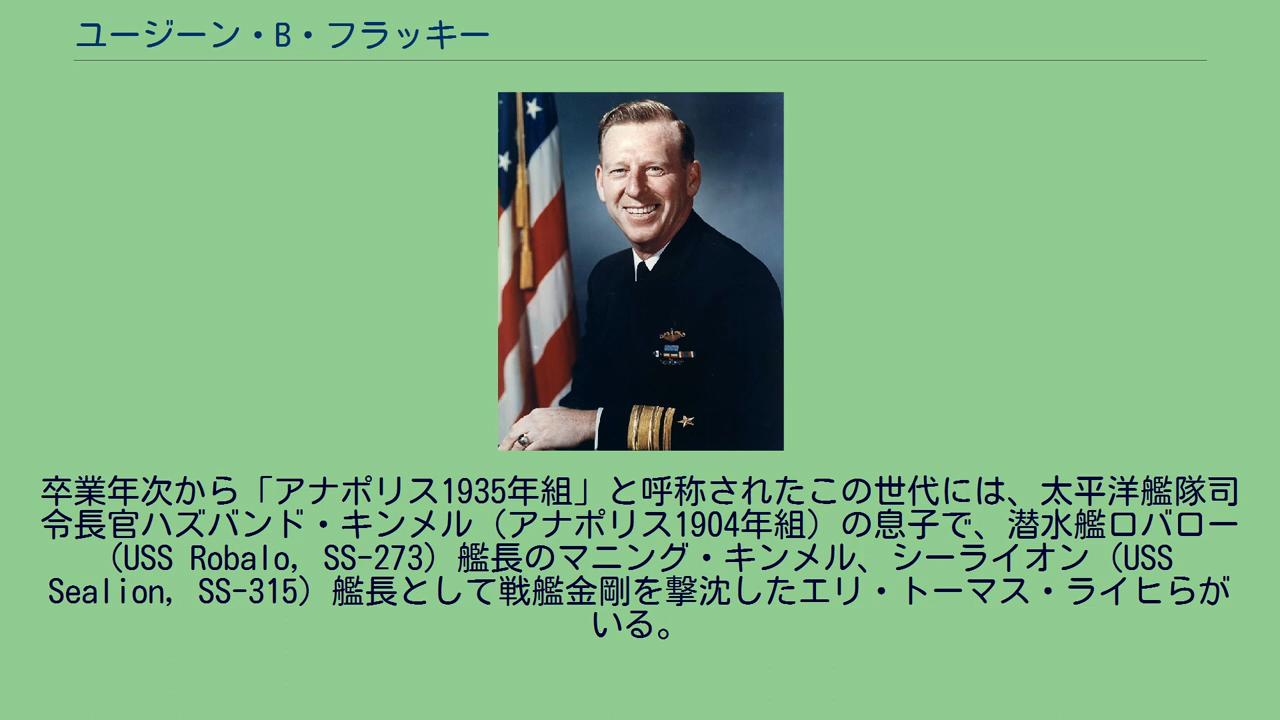 ユージーン・B・フラッキー
卒業年次から「アナポリス1935年組」と呼称されたこの世代には、太平洋艦隊司
令長官ハズバンド・キンメル（アナポリス1904年組）の息子で、潜水艦ロバロー
（USS Robalo, SS-273）艦長のマニング・キンメル、シーライオン（USS
Sealion, SS-315）艦長として戦艦金剛を撃沈したエリ・トーマス・ライヒらが
いる。